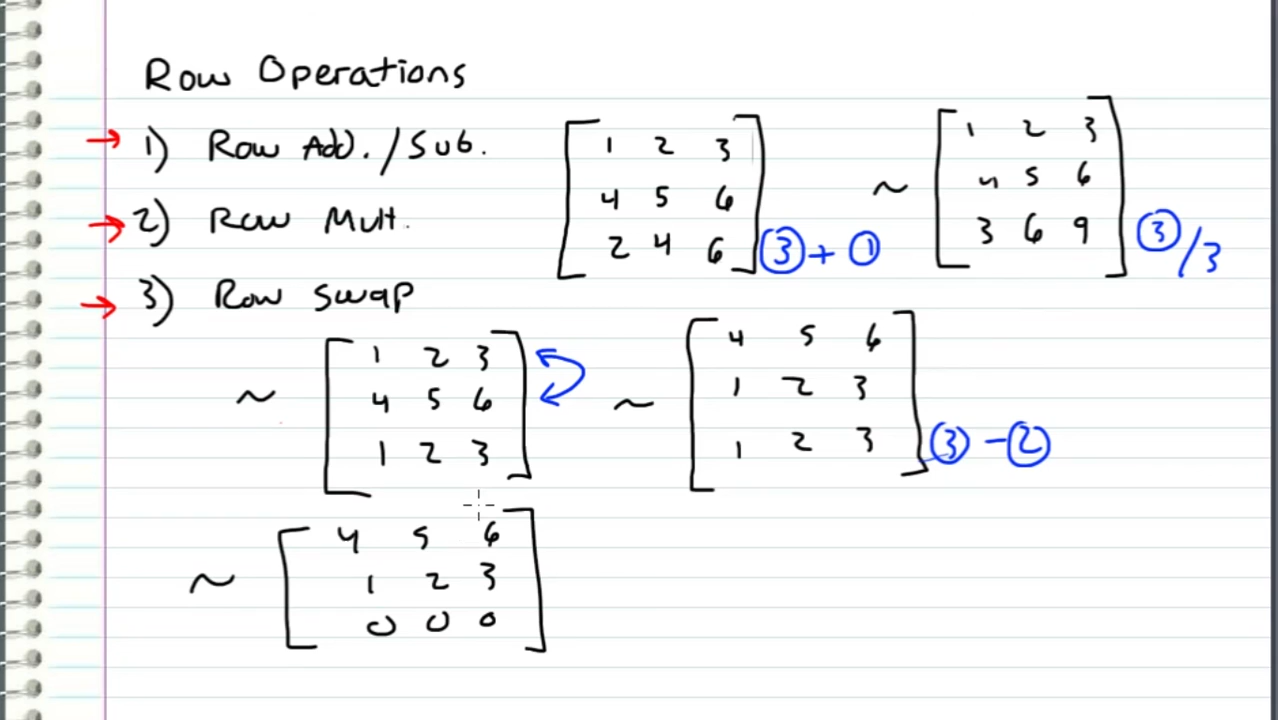 Row Operations
1) Row Add./Sub.
2) Row Mult.
3) Row Swap
1 2 3
4 5 6
2 4 6 ③ + ①
~
1 2 3
4 5 6
3 6 9 ③/3
~
1 2 3
4 5 6
1 2 3
~
4 5 6
1 2 3
1 2 3 ③ - ②
~
4 5 6
1 2 3
0 0 0